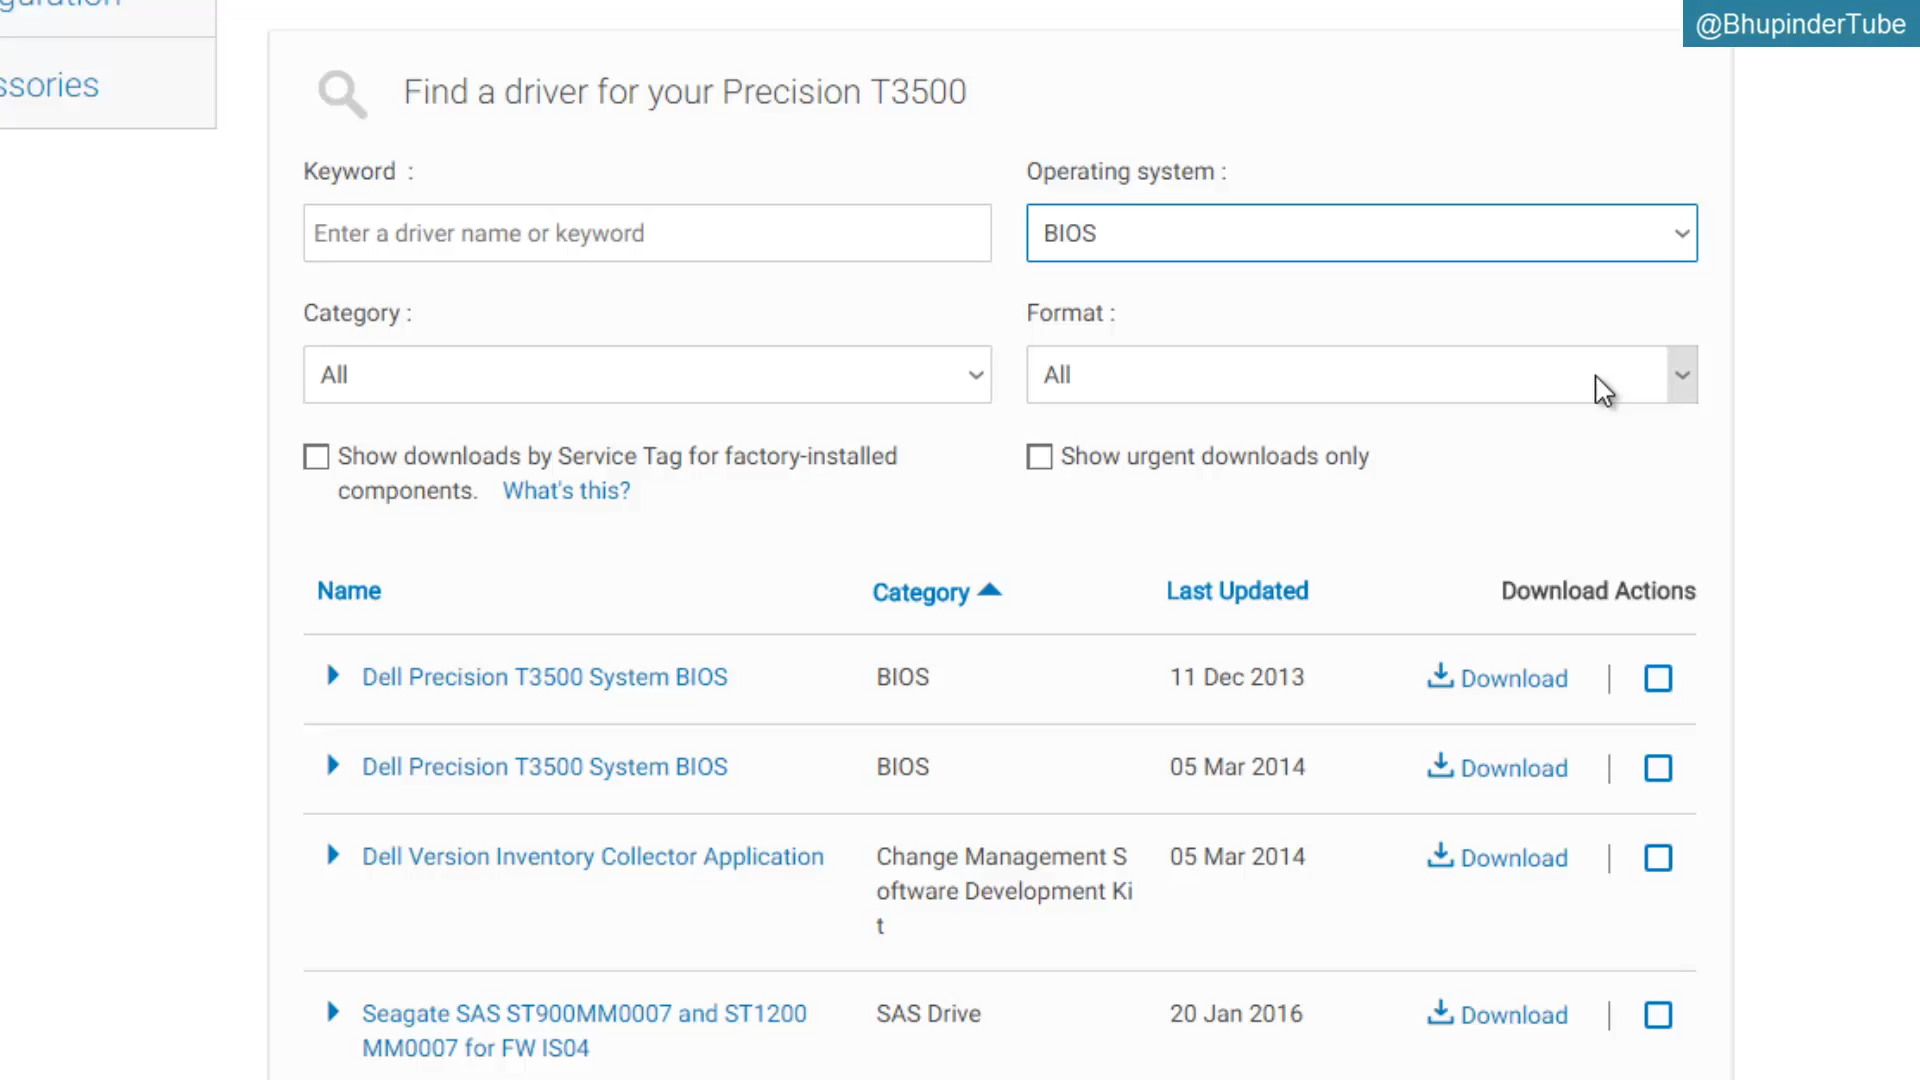 @BhupinderTube
ssories
Find a driver for your Precision T3500
Keyword :
Operating system :
Enter a driver name or keyword
BIOS
Category :
Format :
All
All
Show downloads by Service Tag for factory-installed
components. What's this?
Show urgent downloads only
Name
Category
Last Updated
Download Actions
Dell Precision T3500 System BIOS
BIOS
11 Dec 2013
Download
Dell Precision T3500 System BIOS
BIOS
05 Mar 2014
Download
Dell Version Inventory Collector Application
Change Management S
oftware Development Ki
t
05 Mar 2014
Download
Seagate SAS ST900MM0007 and ST1200
MM0007 for FW IS04
SAS Drive
20 Jan 2016
Download